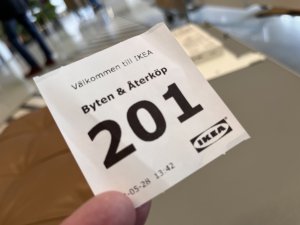 Välkommen till IKEA
Byten & Återköp
201
IKEA
-05-28 13:42